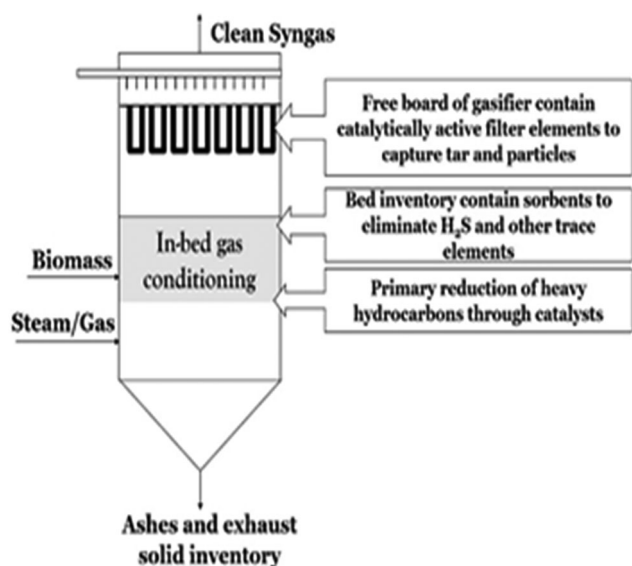 Clean Syngas
Free board of gasifier contain
catalytically active filter elements to
capture tar and particles
Bed inventory contain sorbents to
eliminate H₂S and other trace
elements
In-bed gas
conditioning
Biomass
Primary reduction of heavy
hydrocarbons through catalysts
Steam/Gas
Ashes and exhaust
solid inventory